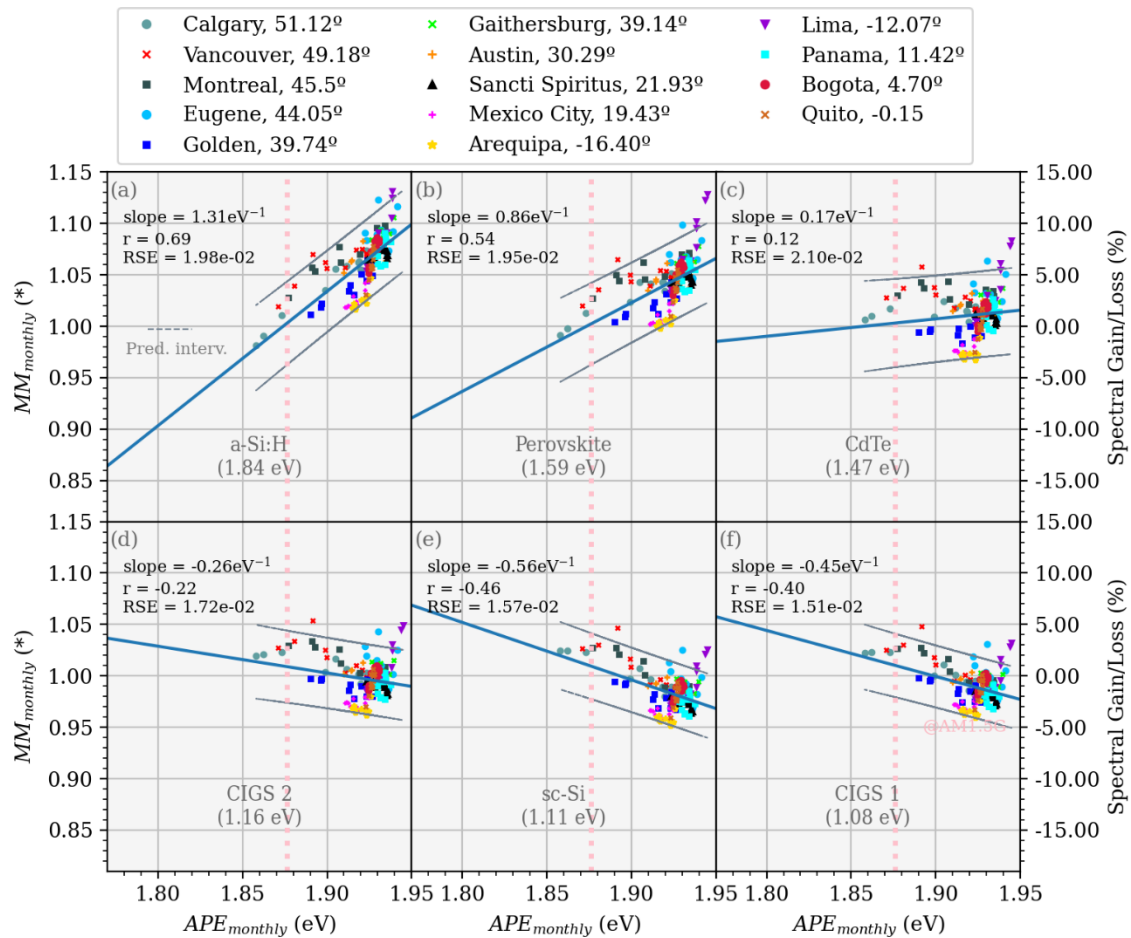 Calgary, 51.12º
Vancouver, 49.18º
Montreal, 45.5º
Eugene, 44.05º
Golden, 39.74º
Gaithersburg, 39.14º
Austin, 30.29º
Sancti Spiritus, 21.93º
Mexico City, 19.43º
Arequipa, -16.40º
Lima, -12.07º
Panama, 11.42º
Bogota, 4.70º
Quito, -0.15
(a)
slope = 1.31eV⁻¹
r = 0.69
RSE = 1.98e-02
Pred. interv.
a-Si:H
(1.84 eV)
(b)
slope = 0.86eV⁻¹
r = 0.54
RSE = 1.95e-02
Perovskite
(1.59 eV)
(c)
slope = 0.17eV⁻¹
r = 0.12
RSE = 2.10e-02
CdTe
(1.47 eV)
1.15
1.10
1.05
1.00
0.95
0.90
0.85
MM_monthly (*)
15.00
10.00
5.00
0.00
-5.00
-10.00
-15.00
Spectral Gain/Loss (%)
(d)
slope = -0.26eV⁻¹
r = -0.22
RSE = 1.72e-02
CIGS 2
(1.16 eV)
(e)
slope = -0.56eV⁻¹
r = -0.46
RSE = 1.57e-02
sc-Si
(1.11 eV)
(f)
slope = -0.45eV⁻¹
r = -0.40
RSE = 1.51e-02
CIGS 1
(1.08 eV)
1.15
1.10
1.05
1.00
0.95
0.90
0.85
MM_monthly (*)
15.00
10.00
5.00
0.00
-5.00
-10.00
-15.00
Spectral Gain/Loss (%)
1.80
1.85
1.90
1.95
1.80
1.85
1.90
1.95
1.80
1.85
1.90
1.95
APE_monthly (eV)
APE_monthly (eV)
APE_monthly (eV)